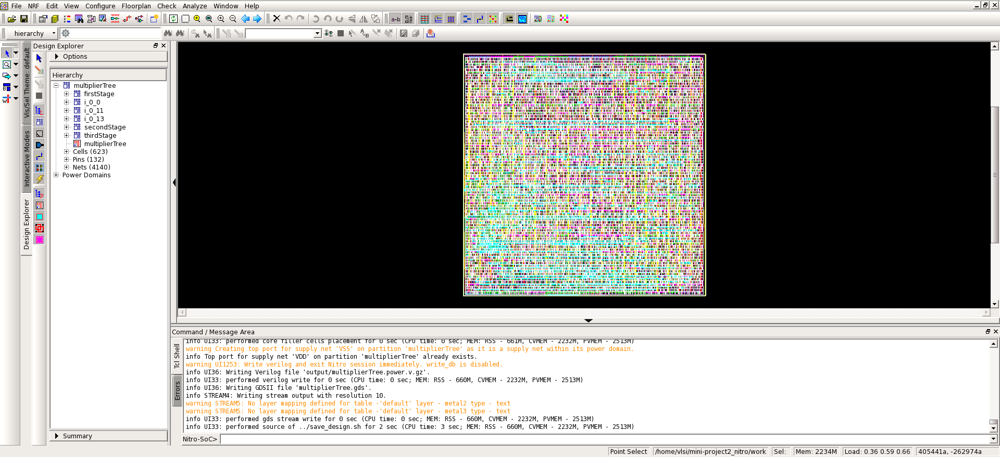 File NRF Edit View Configure Floorplan Check Analyze Window Help
hierarchy
Design Explorer
Options
Hierarchy
multiplierTree
firstStage
i_0_0
i_0_11
i_0_13
secondStage
thirdStage
multiplierTree
Cells (623)
Pins (132)
Nets (4140)
Power Domains
Summary
Vis/Sel Theme: default
Interactive Modes
Design Explorer
Command / Message Area
Tcl Shell
Errors
info UI33: performed core filler cells placement for 0 sec (CPU time: 0 sec; MEM: RSS - 661M, CVMEM - 2232M, PVMEM - 2513M)
warning Creating top port for supply net 'VSS' on partition 'multiplierTree' as it is a supply net within its power domain.
info Top port for supply net 'VDD' on partition 'multiplierTree' already exists.
warning UI1253: Write verilog and exit Nitro session immediately. write_db is disabled.
info UI36: Writing Verilog file 'output/multiplierTree.power.v.gz'.
info UI33: performed verilog write for 0 sec (CPU time: 0 sec; MEM: RSS - 660M, CVMEM - 2232M, PVMEM - 2513M)
info UI36: Writing GDSII file 'multiplierTree.gds'.
info STREAM4: Writing stream output with resolution 10.
warning STREAM5: No layer mapping defined for table -'default' layer - metal2 type - text
warning STREAM5: No layer mapping defined for table -'default' layer - metal3 type - text
info UI33: performed gds stream write for 0 sec (CPU time: 0 sec; MEM: RSS - 660M, CVMEM - 2232M, PVMEM - 2513M)
info UI33: performed source of ../save_design.sh for 2 sec (CPU time: 3 sec; MEM: RSS - 660M, CVMEM - 2232M, PVMEM - 2513M)
Nitro-SoC>
Point Select /home/vlsi/mini-project2_nitro/work Sel: Mem: 2234M Load: 0.36 0.59 0.66 405441a, -262974a